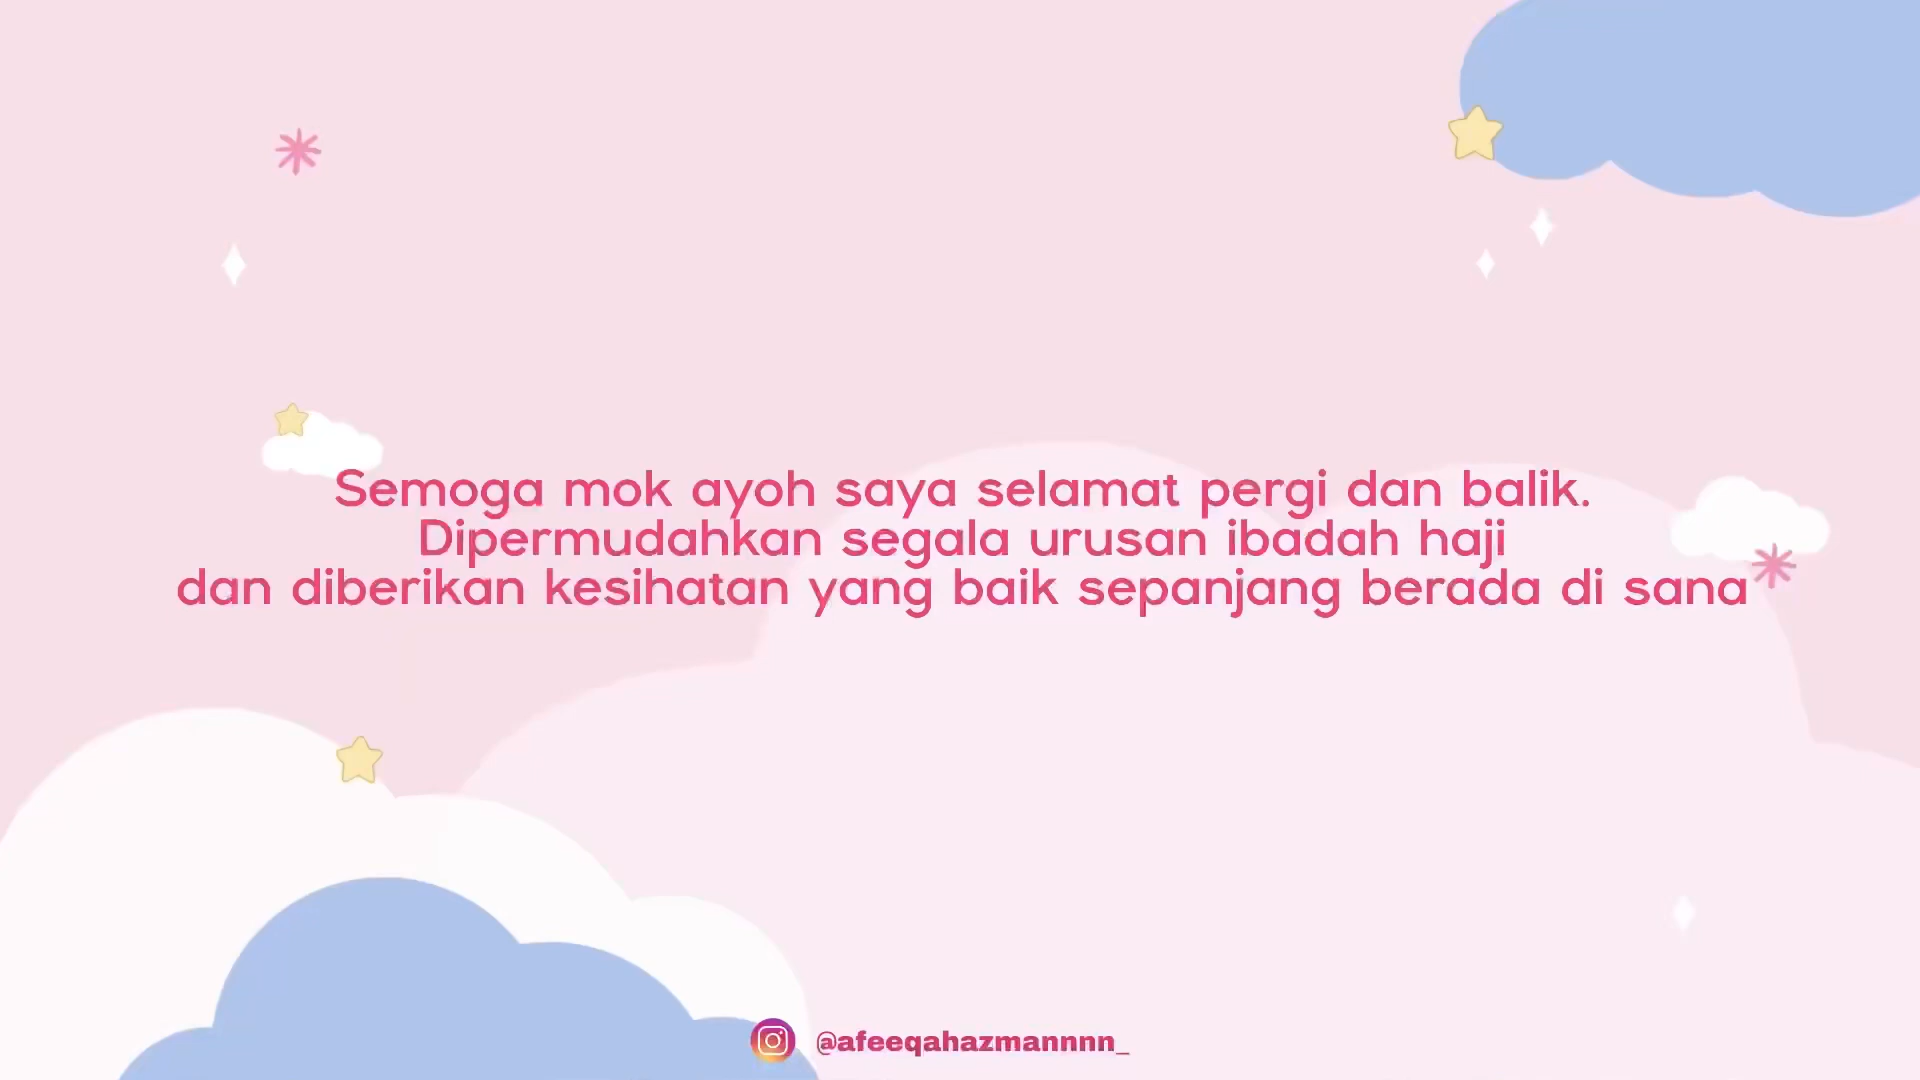 Semoga mok ayoh saya selamat pergi dan balik.
Dipermudahkan segala urusan ibadah haji
dan diberikan kesihatan yang baik sepanjang berada di sana
@afeeqahazmannnn_